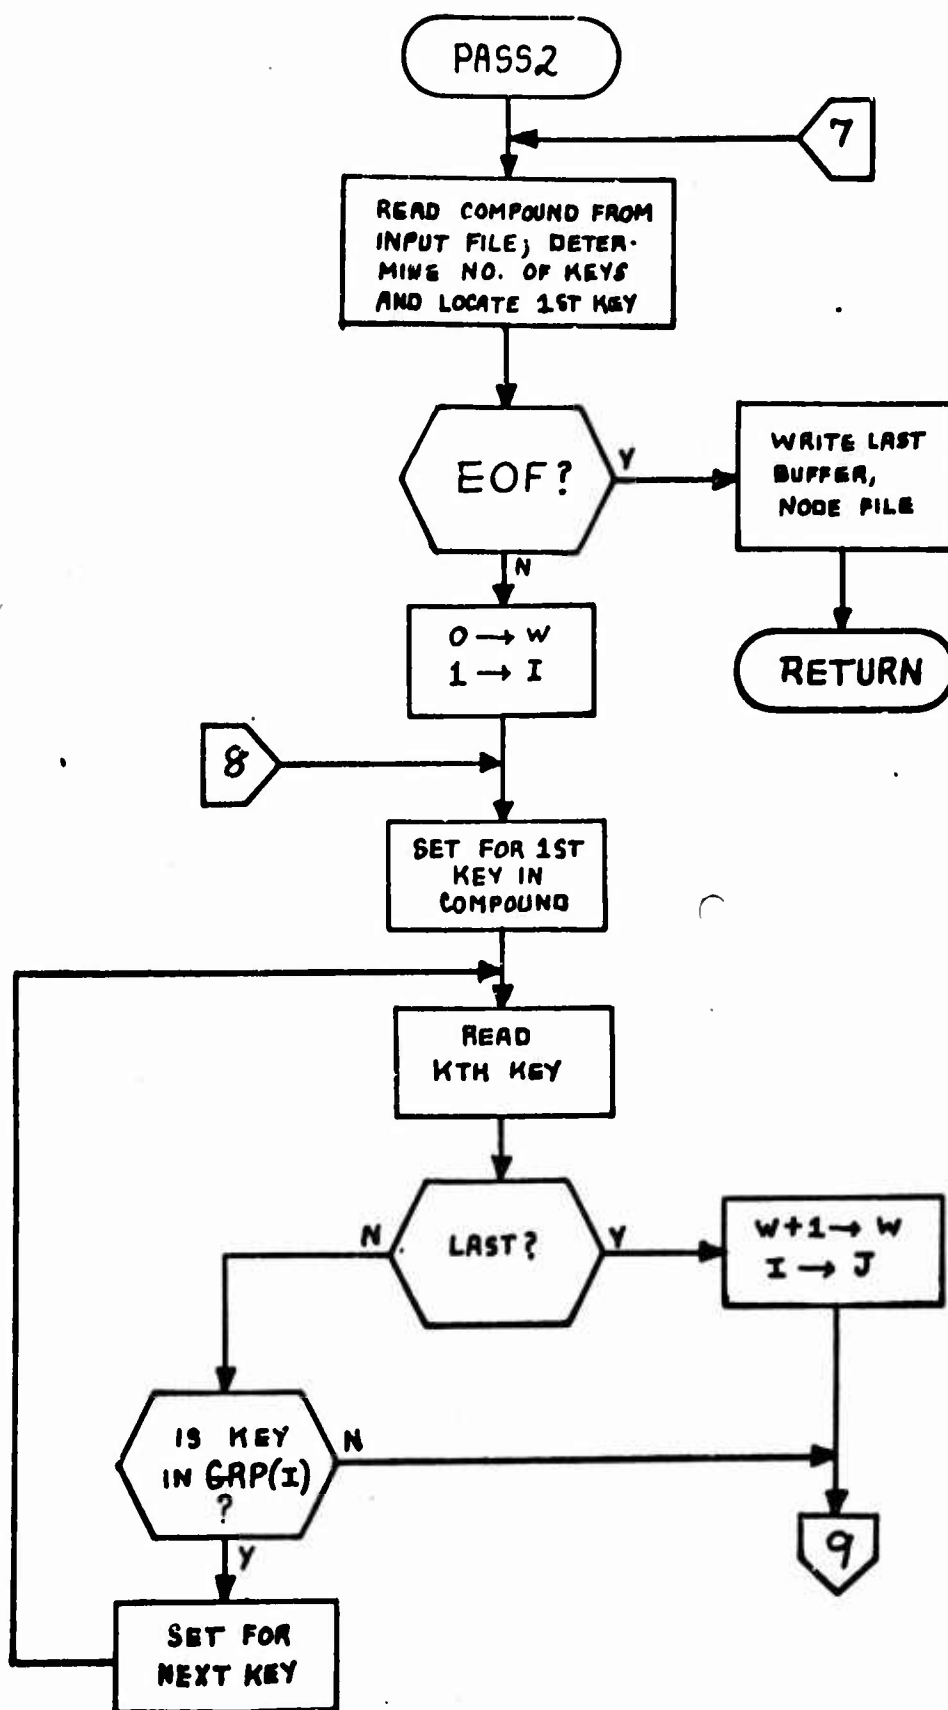 PASS2
7
READ COMPOUND FROM
INPUT FILE; DETER-
MINE NO. OF KEYS
AND LOCATE 1ST KEY
EOF?
Y
WRITE LAST
BUFFER,
NODE FILE
N
0 → W
1 → I
RETURN
8
SET FOR 1ST
KEY IN
COMPOUND
READ
KTH KEY
LAST?
N
Y
W+1 → W
I → J
IS KEY
IN GRP(I)
?
N
Y
9
SET FOR
NEXT KEY